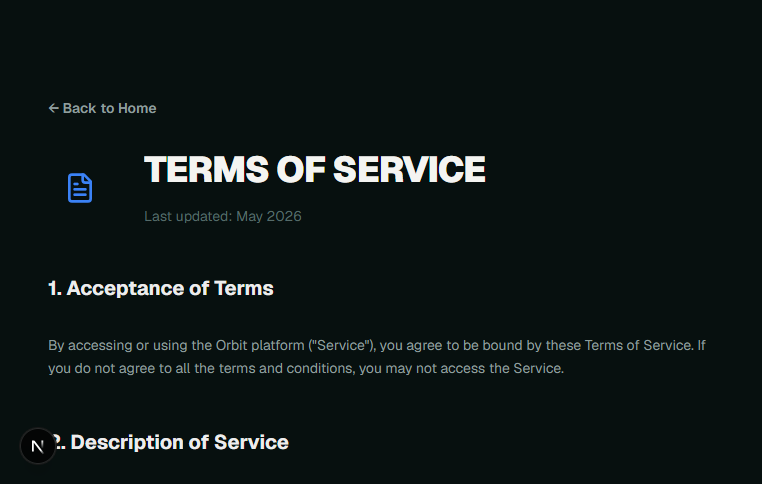 ← Back to Home
TERMS OF SERVICE
Last updated: May 2026
1. Acceptance of Terms
By accessing or using the Orbit platform ("Service"), you agree to be bound by these Terms of Service. If
you do not agree to all the terms and conditions, you may not access the Service.
2. Description of Service
N